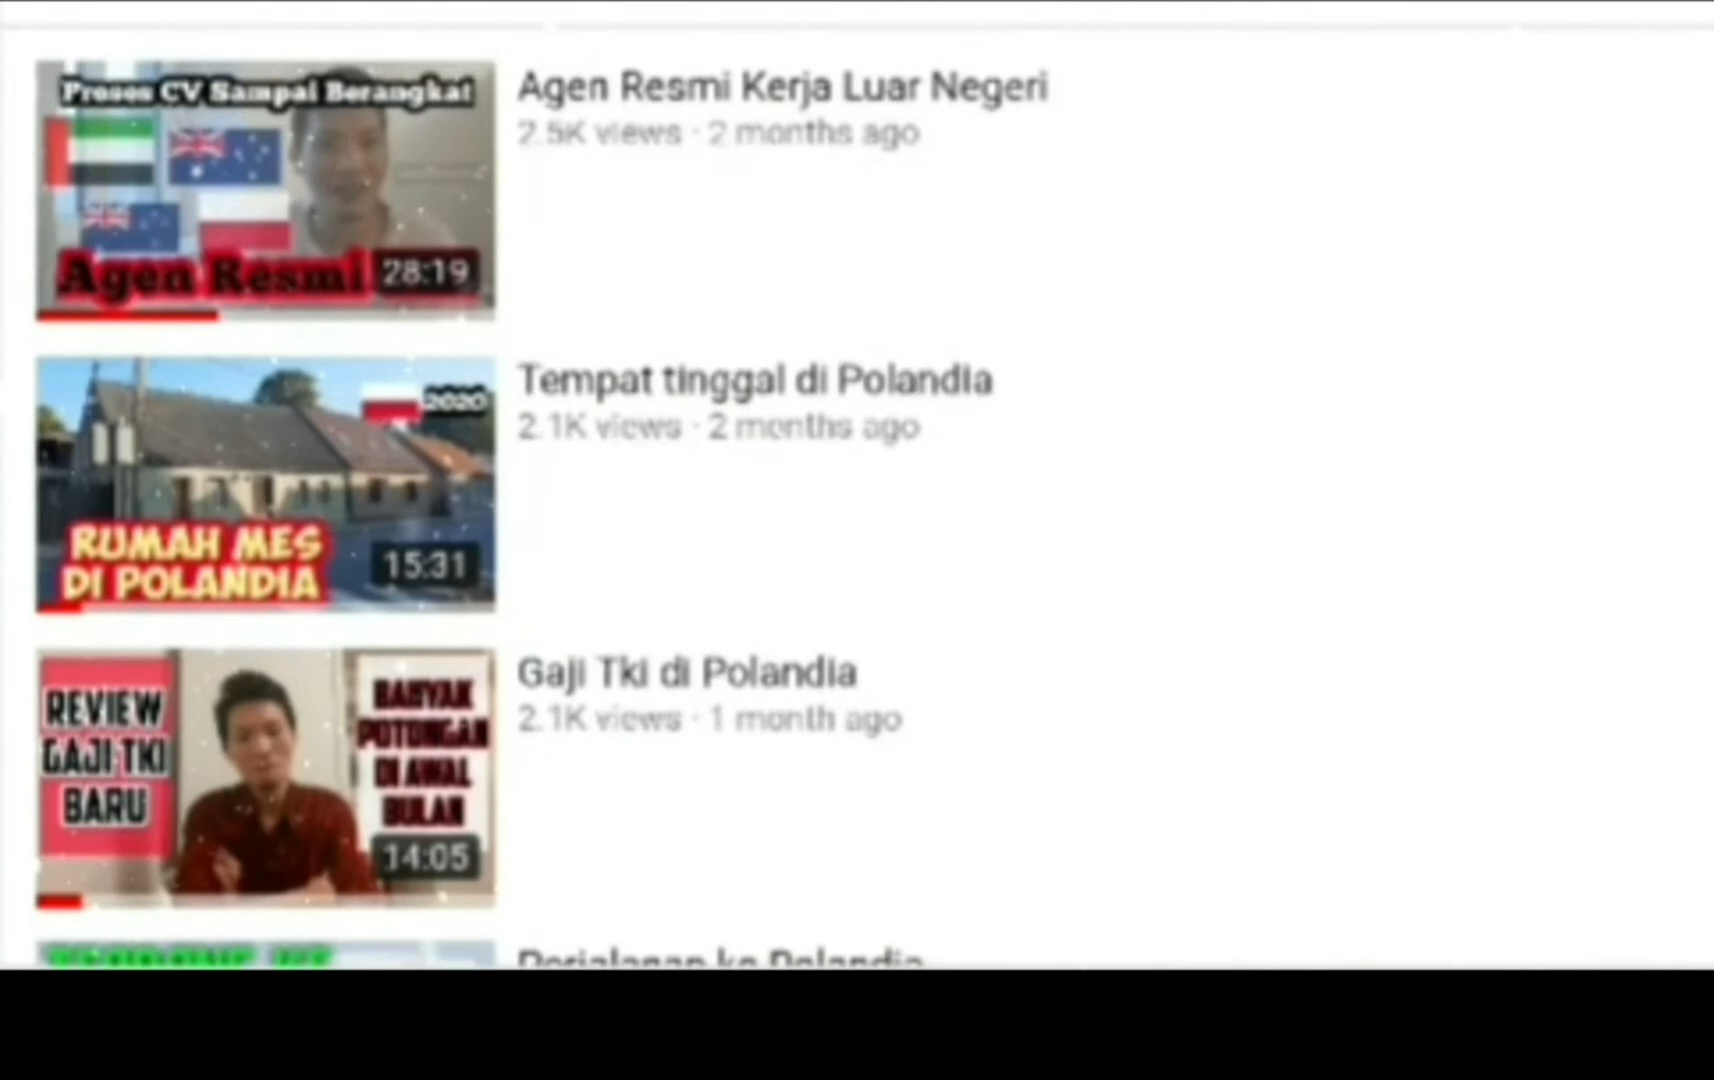 Proses CV Sampai Berangkat
Agen Resmi
28:19
Agen Resmi Kerja Luar Negeri
2.5K views · 2 months ago
2020
RUMAH MES
DI POLANDIA
15:31
Tempat tinggal di Polandia
2.1K views · 2 months ago
REVIEW
GAJI TKI
BARU
BANYAK
POTONGAN
DI AWAL
BULAN
14:05
Gaji Tki di Polandia
2.1K views · 1 month ago
Perjalanan ke Polandia